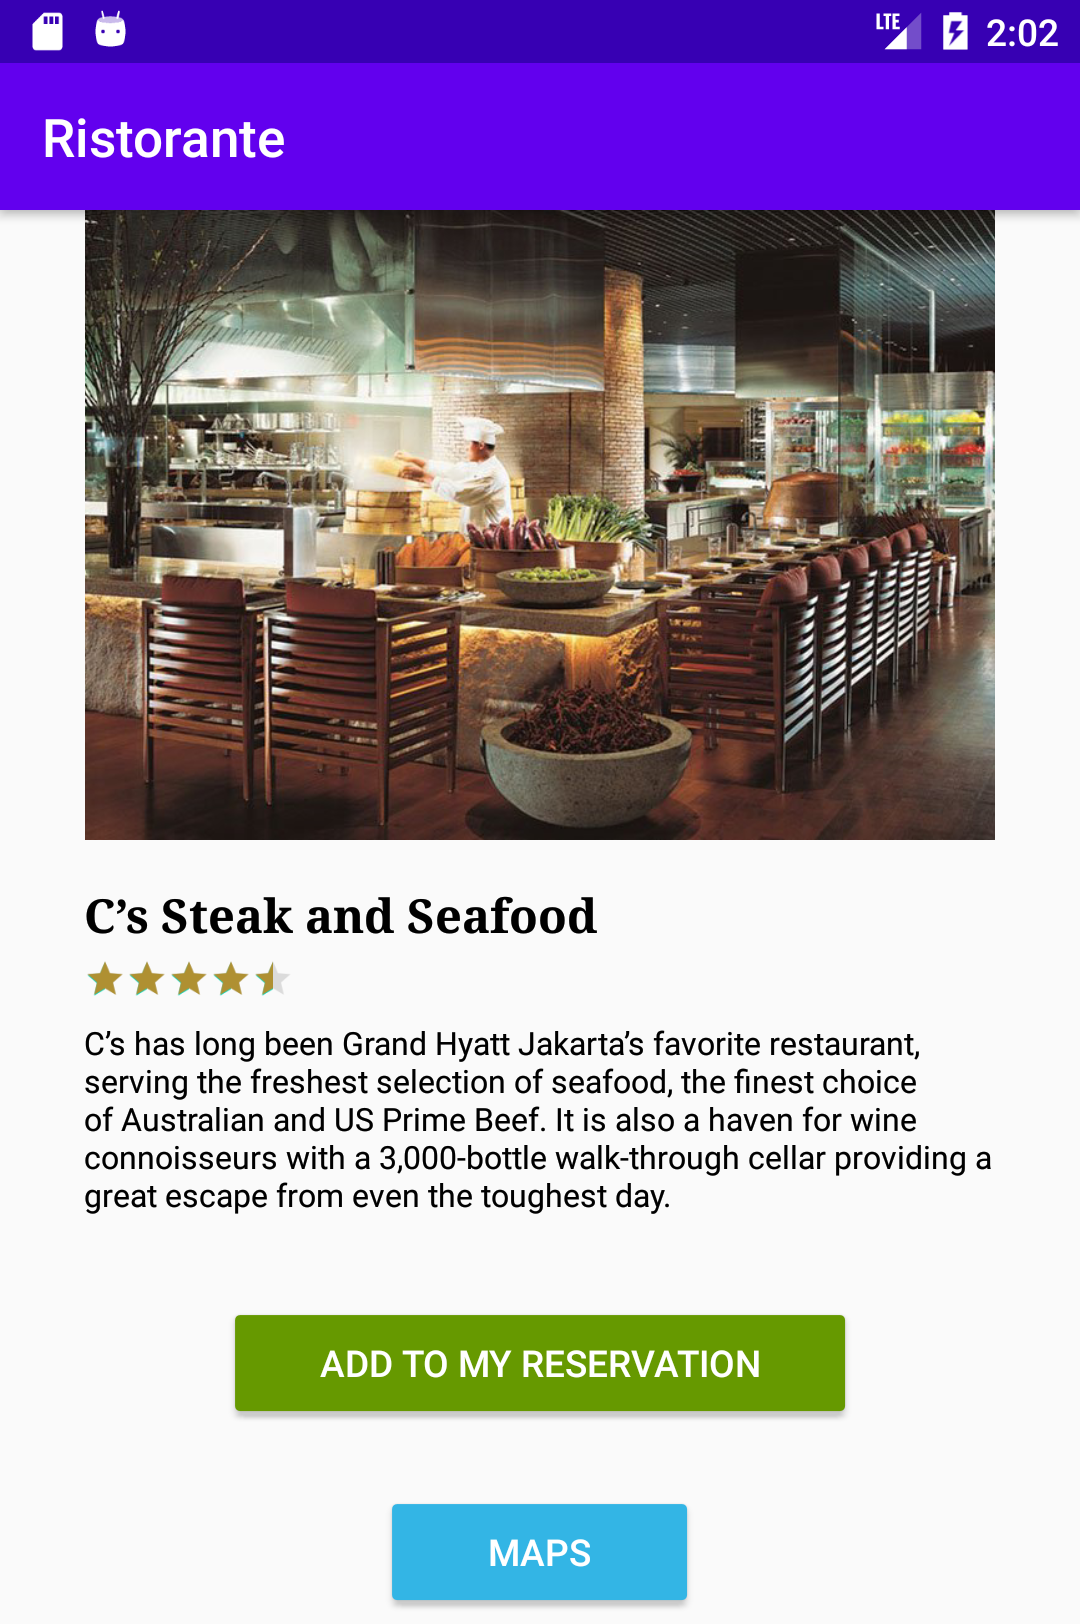 LTE 2:02
Ristorante
C’s Steak and Seafood
C’s has long been Grand Hyatt Jakarta’s favorite restaurant,
serving the freshest selection of seafood, the finest choice
of Australian and US Prime Beef. It is also a haven for wine
connoisseurs with a 3,000-bottle walk-through cellar providing a
great escape from even the toughest day.
ADD TO MY RESERVATION
MAPS